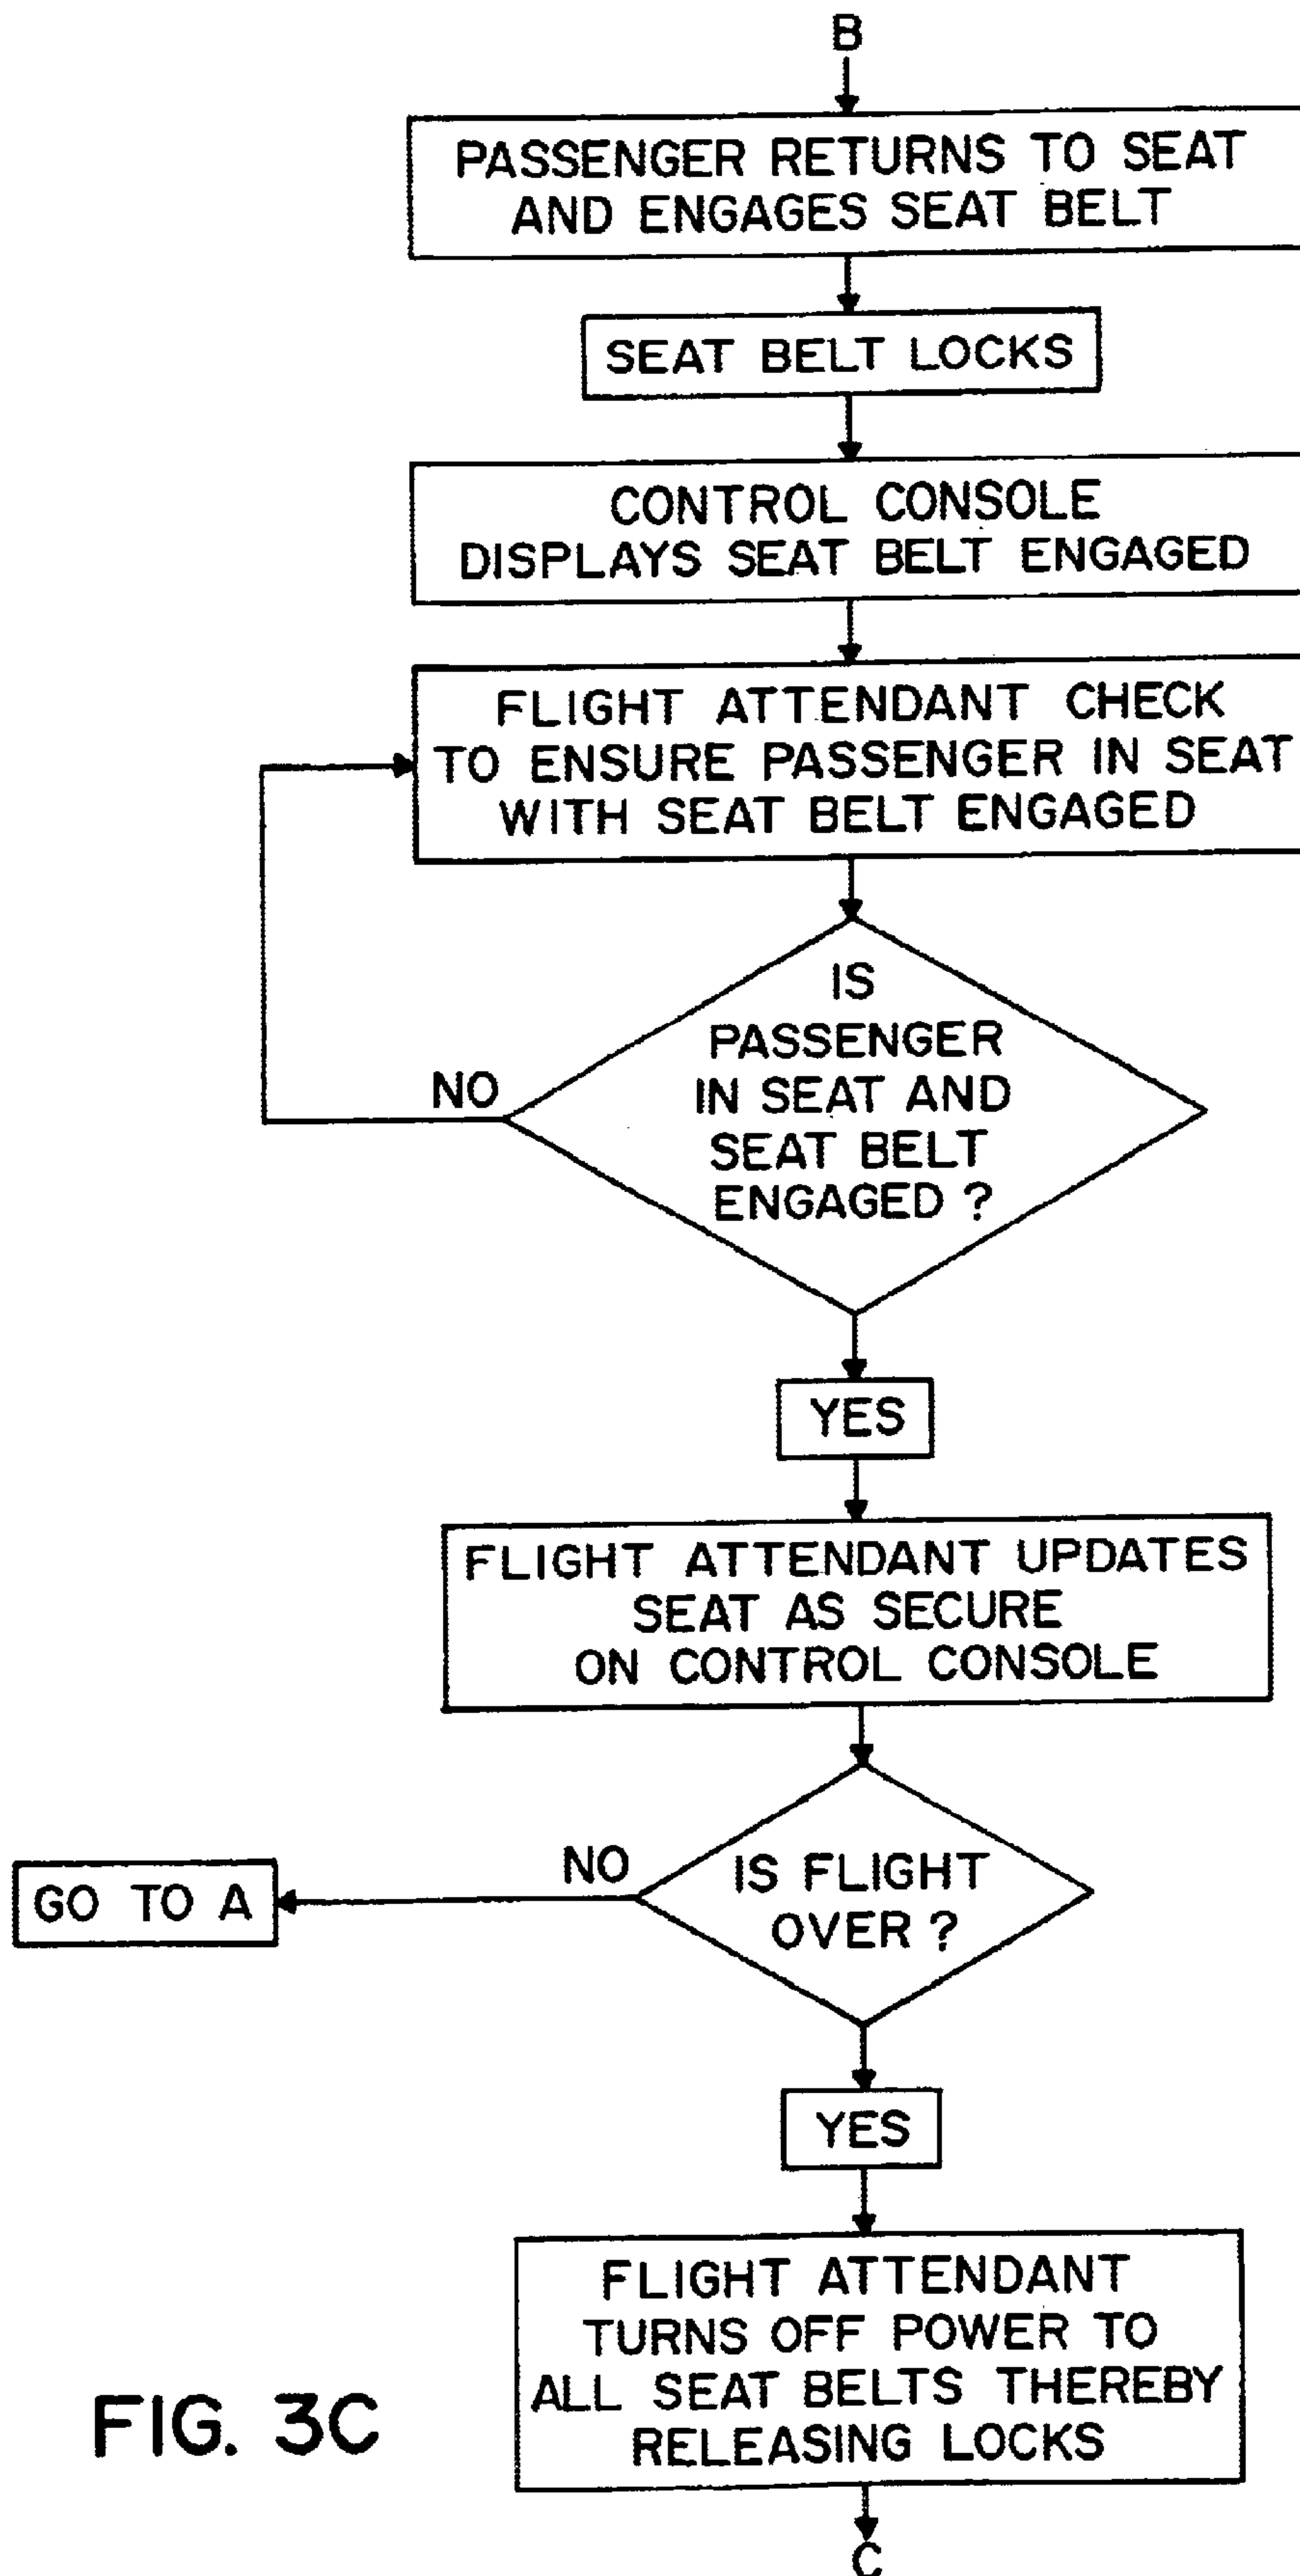 B
PASSENGER RETURNS TO SEAT
AND ENGAGES SEAT BELT
SEAT BELT LOCKS
CONTROL CONSOLE
DISPLAYS SEAT BELT ENGAGED
FLIGHT ATTENDANT CHECK
TO ENSURE PASSENGER IN SEAT
WITH SEAT BELT ENGAGED
IS
PASSENGER
IN SEAT AND
SEAT BELT
ENGAGED ?
NO
YES
FLIGHT ATTENDANT UPDATES
SEAT AS SECURE
ON CONTROL CONSOLE
IS FLIGHT
OVER ?
NO
GO TO A
YES
FLIGHT ATTENDANT
TURNS OFF POWER TO
ALL SEAT BELTS THEREBY
RELEASING LOCKS
C
FIG. 3C